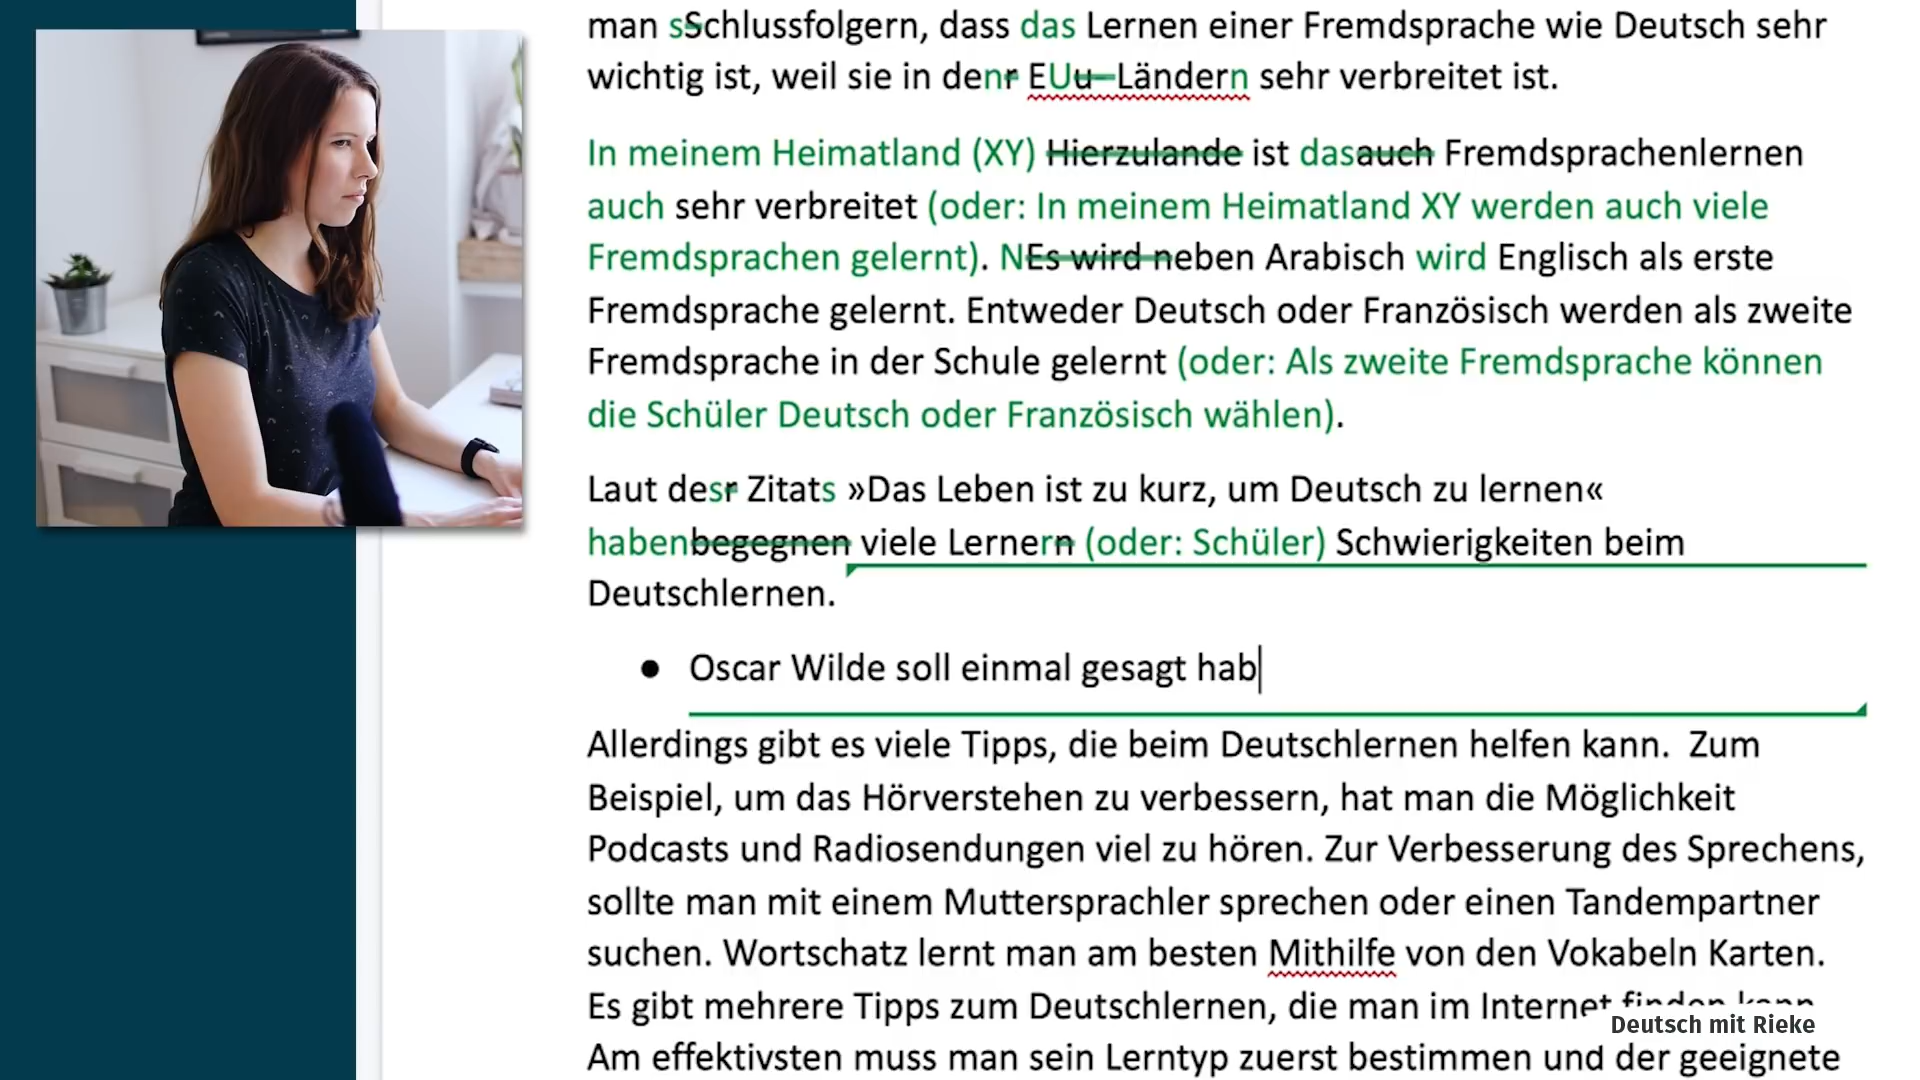 man sSchlussfolgern, dass das Lernen einer Fremdsprache wie Deutsch sehr
wichtig ist, weil sie in dennr EUu-Ländern sehr verbreitet ist.
In meinem Heimatland (XY) Hierzulande ist dasauch Fremdsprachenlernen
auch sehr verbreitet (oder: In meinem Heimatland XY werden auch viele
Fremdsprachen gelernt). NEs wird neben Arabisch wird Englisch als erste
Fremdsprache gelernt. Entweder Deutsch oder Französisch werden als zweite
Fremdsprache in der Schule gelernt (oder: Als zweite Fremdsprache können
die Schüler Deutsch oder Französisch wählen).
Laut desr Zitats »Das Leben ist zu kurz, um Deutsch zu lernen«
habenbegegnen viele Lernern (oder: Schüler) Schwierigkeiten beim
Deutschlernen.
● Oscar Wilde soll einmal gesagt hab
Allerdings gibt es viele Tipps, die beim Deutschlernen helfen kann. Zum
Beispiel, um das Hörverstehen zu verbessern, hat man die Möglichkeit
Podcasts und Radiosendungen viel zu hören. Zur Verbesserung des Sprechens,
sollte man mit einem Muttersprachler sprechen oder einen Tandempartner
suchen. Wortschatz lernt man am besten Mithilfe von den Vokabeln Karten.
Es gibt mehrere Tipps zum Deutschlernen, die man im Internet finden kann
Deutsch mit Rieke
Am effektivsten muss man sein Lerntyp zuerst bestimmen und der geeignete